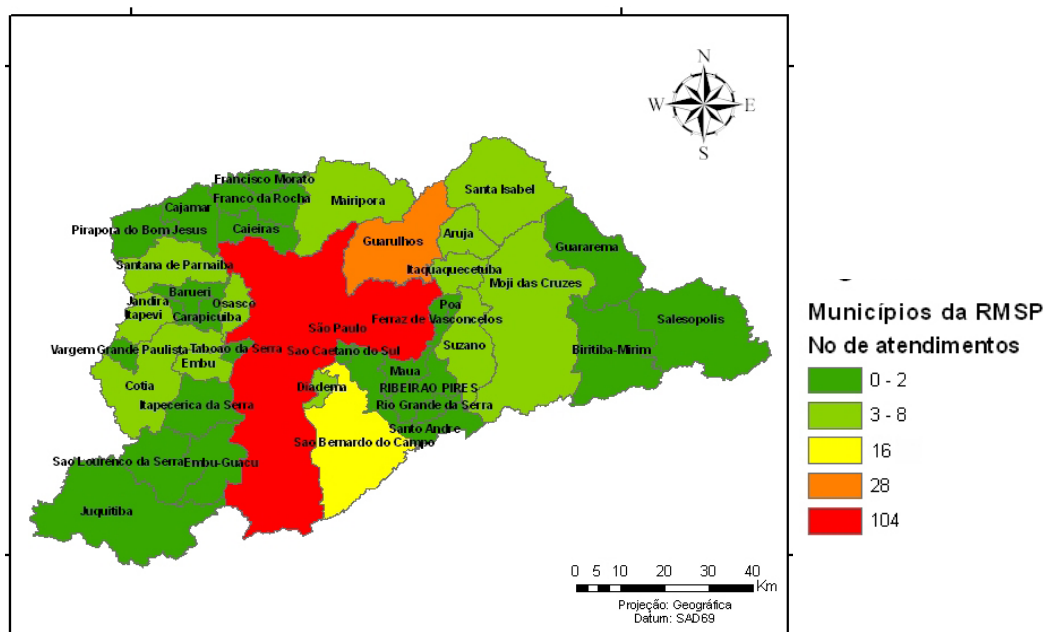 N
W E
S
Francisco Morato
Franco da Rocha
Cajamar
Mairipora
Santa Isabel
Pirapora do Bom Jesus
Caieiras
Guarulhos
Aruja
Guararema
Santana de Parnaiba
Itaquaquecetuba
Moji das Cruzes
Barueri
Jandira
Osasco
Itapevi
Carapicuiba
Poa
São Paulo
Ferraz de Vasconcelos
Salesopolis
Vargem Grande Paulista
Taboao da Serra
Sao Caetano do Sul
Suzano
Biritiba-Mirim
Embu
Maua
Cotia
Diadema
RIBEIRAO PIRES
Itapecerica da Serra
Rio Grande da Serra
Santo Andre
Sao Bernardo do Campo
Sao Lourenco da Serra
Embu-Guacu
Juquitiba
0 5 10 20 30 40
Km
Projeção: Geográfica
Datum: SAD69
Municípios da RMSP
No de atendimentos
0 - 2
3 - 8
16
28
104